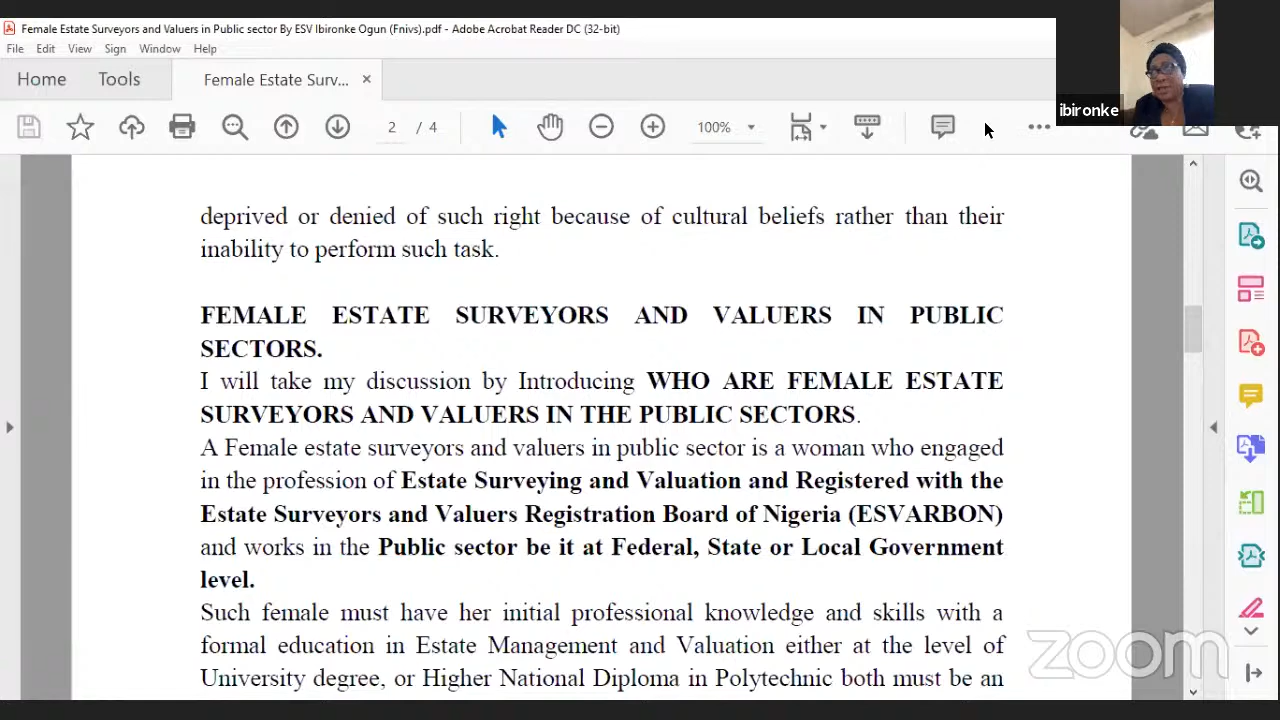 Female Estate Surveyors and Valuers in Public sector By ESV Ibironke Ogun (Fnivs).pdf - Adobe Acrobat Reader DC (32-bit)
File Edit View Sign Window Help
Home Tools Female Estate Surv... ×
2 / 4 100%
ibironke
deprived or denied of such right because of cultural beliefs rather than their
inability to perform such task.
FEMALE ESTATE SURVEYORS AND VALUERS IN PUBLIC
SECTORS.
I will take my discussion by Introducing WHO ARE FEMALE ESTATE
SURVEYORS AND VALUERS IN THE PUBLIC SECTORS.
A Female estate surveyors and valuers in public sector is a woman who engaged
in the profession of Estate Surveying and Valuation and Registered with the
Estate Surveyors and Valuers Registration Board of Nigeria (ESVARBON)
and works in the Public sector be it at Federal, State or Local Government
level.
Such female must have her initial professional knowledge and skills with a
formal education in Estate Management and Valuation either at the level of
University degree, or Higher National Diploma in Polytechnic both must be an
zoom